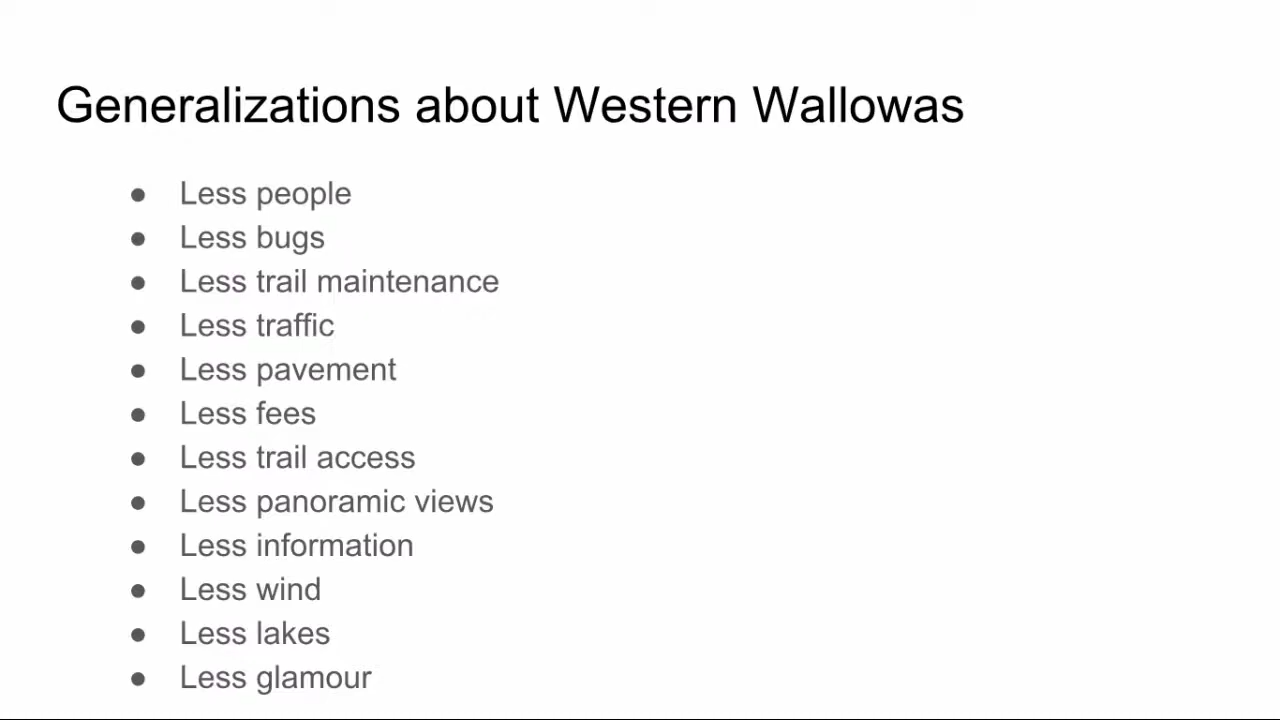 Generalizations about Western Wallowas
● Less people
● Less bugs
● Less trail maintenance
● Less traffic
● Less pavement
● Less fees
● Less trail access
● Less panoramic views
● Less information
● Less wind
● Less lakes
● Less glamour